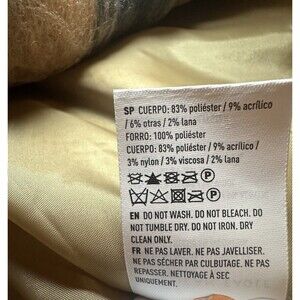 SP CUERPO: 83% poliéster / 9% acrílico
/ 6% otras / 2% lana
FORRO: 100% poliéster
CUERPO: 83% poliéster / 9% acrílico /
3% nylon / 3% viscosa / 2% lana
EN DO NOT WASH. DO NOT BLEACH. DO
NOT TUMBLE DRY. DO NOT IRON. DRY
CLEAN ONLY.
FR NE PAS LAVER. NE PAS JAVELLISER.
NE PAS SÉCHER PAR CULBUTAGE. NE PAS
REPASSER. NETTOYAGE À SEC
UNIQUEMENT.